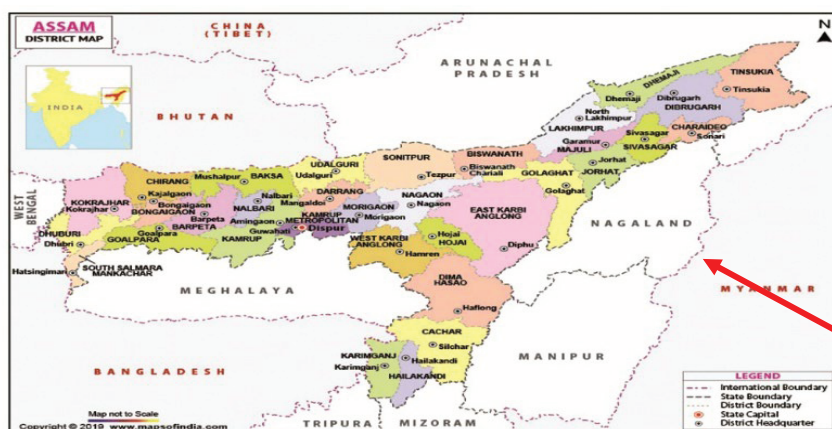 ASSAM
DISTRICT MAP
CHINA
(TIBET)
N
ARUNACHAL
PRADESH
INDIA
BHUTAN
DHEMAJI
TINSUKIA
Dhemaji
Dibrugarh
Tinsukia
DIBRUGARH
North
Lakhimpur
LAKHIMPUR
CHARAIDEO
Garamur
Sivasagar
Sonari
MAJULI
SIVASAGAR
SONITPUR
BISWANATH
Jorhat
UDALGURI
Biswanath
Chariali
GOLAGHAT
JORHAT
Mushalpur
BAKSA
Udalguri
Tezpur
Golaghat
CHIRANG
Kajalgaon
DARRANG
NAGAON
KOKRAJHAR
Bongaigaon
Nalbari
Mangaldoi
MORIGAON
Nagaon
EAST KARBI
ANGLONG
Kokrajhar
BONGAIGAON
NALBARI
KAMRUP
METROPOLITAN
Morigaon
WEST
BENGAL
Barpeta
Amingaon
NAGALAND
DHUBURI
Goalpara
BARPETA
Guwahati
Dispur
WEST KARBI
ANGLONG
Hojai
HOJAI
Dhubri
GOALPARA
KAMRUP
Hamren
Diphu
Hatsingimari
SOUTH SALMARA
MANKACHAR
DIMA
HASAO
MEGHALAYA
MYANMAR
Haflong
CACHAR
Silchar
MANIPUR
BANGLADESH
KARIMGANJ
Karimganj
Hailakandi
HAILAKANDI
LEGEND
International Boundary
State Boundary
District Boundary
State Capital
District Headquarter
Map not to Scale
TRIPURA
MIZORAM
Copyright © 2019 www.mapsofindia.com